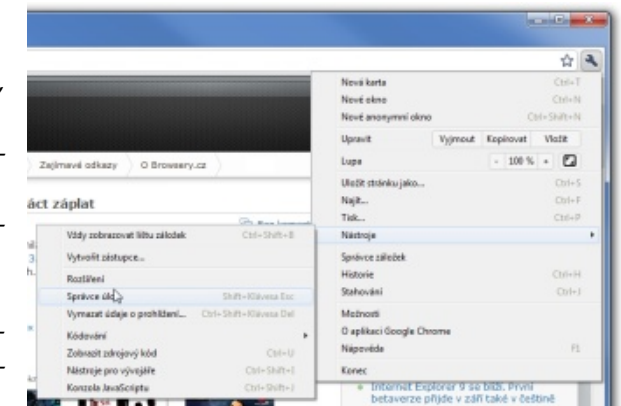 Nová karta Ctrl+T
Nové okno Ctrl+N
Nové anonymní okno Ctrl+Shift+N
Upravit Vyjmout Kopírovat Vložit
Lupa - 100 % +
Zajímavé odkazy O Browsery.cz
Uložit stránku jako... Ctrl+S
áct záplat
Najít... Ctrl+F
Tisk... Ctrl+P
Nástroje
Správce záložek
Historie Ctrl+H
Stahování Ctrl+J
Možnosti
O aplikaci Google Chrome
Nápověda F1
Konec
Vždy zobrazovat lištu záložek Ctrl+Shift+B
Vytvořit zástupce...
Rozšíření
Správce úloh Shift+Klávesa Esc
Vymazat údaje o prohlížení... Ctrl+Shift+Klávesa Del
Kódování
Zobrazit zdrojový kód Ctrl+U
Nástroje pro vývojáře Ctrl+Shift+I
Konzola JavaScriptu Ctrl+Shift+J
Internet Explorer 9 se blíží. První
betaverze přijde v září také v češtině